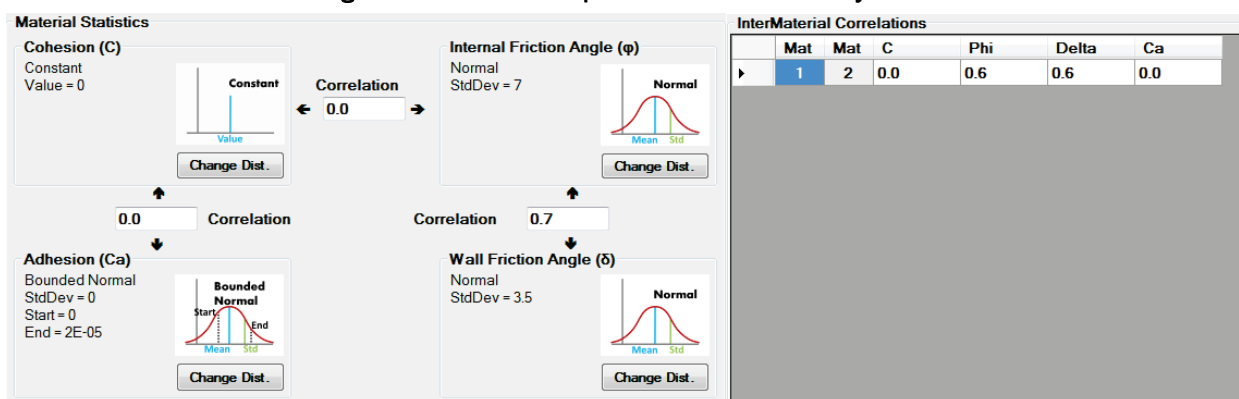 Material Statistics
Cohesion (C)
Constant
Value = 0
Constant
Value
Change Dist.
Correlation
0.0
Internal Friction Angle (φ)
Normal
StdDev = 7
Normal
Mean Std
Change Dist.
0.0 Correlation
Correlation 0.7
Adhesion (Ca)
Bounded Normal
StdDev = 0
Start = 0
End = 2E-05
Bounded
Normal
Start
End
Mean Std
Change Dist.
Wall Friction Angle (δ)
Normal
StdDev = 3.5
Normal
Mean Std
Change Dist.
InterMaterial Correlations
Mat Mat C Phi Delta Ca
1 2 0.0 0.6 0.6 0.0